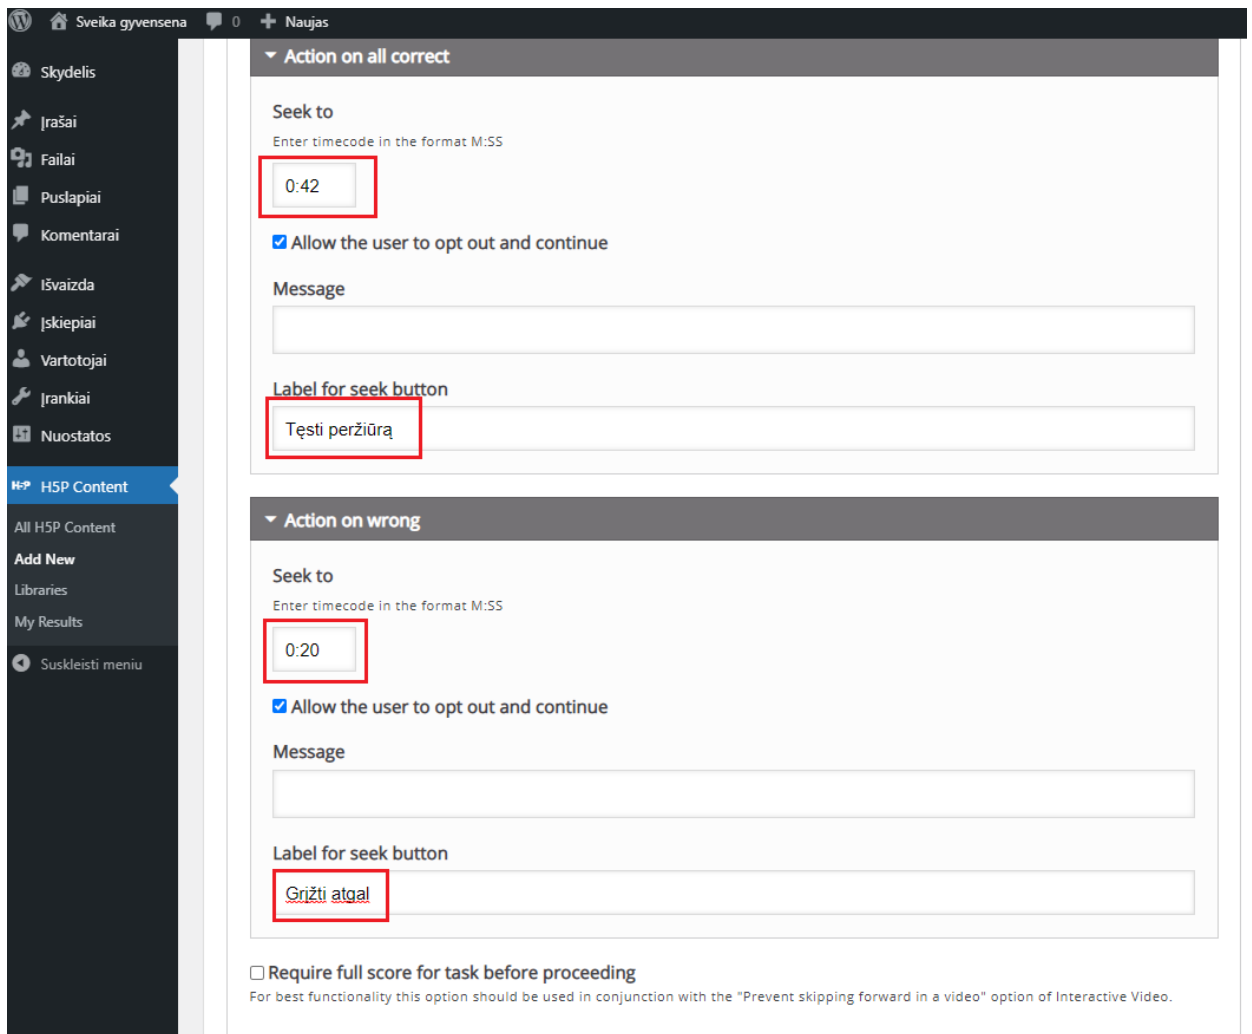 Sveika gyvensena 0 Naujas
Skydelis
Įrašai
Failai
Puslapiai
Komentarai
Išvaizda
Įskiepiai
Vartotojai
Įrankiai
Nuostatos
H5P H5P Content
All H5P Content
Add New
Libraries
My Results
Suskleisti meniu
Action on all correct
Seek to
Enter timecode in the format M:SS
0:42
Allow the user to opt out and continue
Message
Label for seek button
Tęsti peržiūrą
Action on wrong
Seek to
Enter timecode in the format M:SS
0:20
Allow the user to opt out and continue
Message
Label for seek button
Grįžti atgal
Require full score for task before proceeding
For best functionality this option should be used in conjunction with the "Prevent skipping forward in a video" option of Interactive Video.